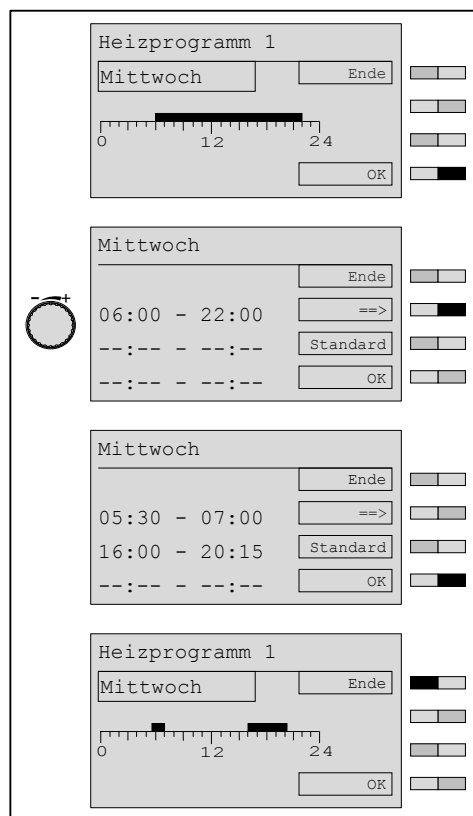 Heizprogramm 1
Mittwoch Ende
0 12 24
OK
Mittwoch
Ende
- +
06:00 - 22:00 ==>
--:-- - --:-- Standard
--:-- - --:-- OK
Mittwoch
Ende
05:30 - 07:00 ==>
16:00 - 20:15 Standard
--:-- - --:-- OK
Heizprogramm 1
Mittwoch Ende
0 12 24
OK